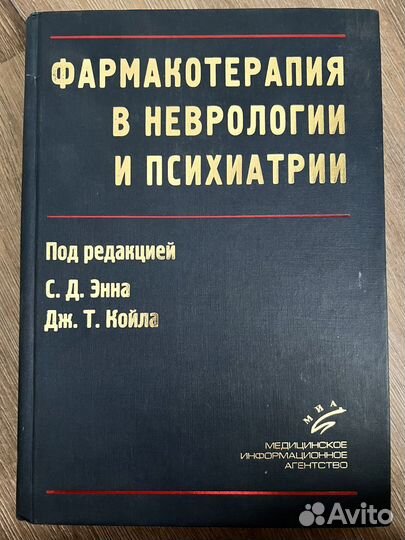 ФАРМАКОТЕРАПИЯ
В НЕВРОЛОГИИ
И ПСИХИАТРИИ
Под редакцией
С. Д. Энна
Дж. Т. Койла
МИА
МЕДИЦИНСКОЕ
ИНФОРМАЦИОННОЕ
АГЕНТСТВО
Avito